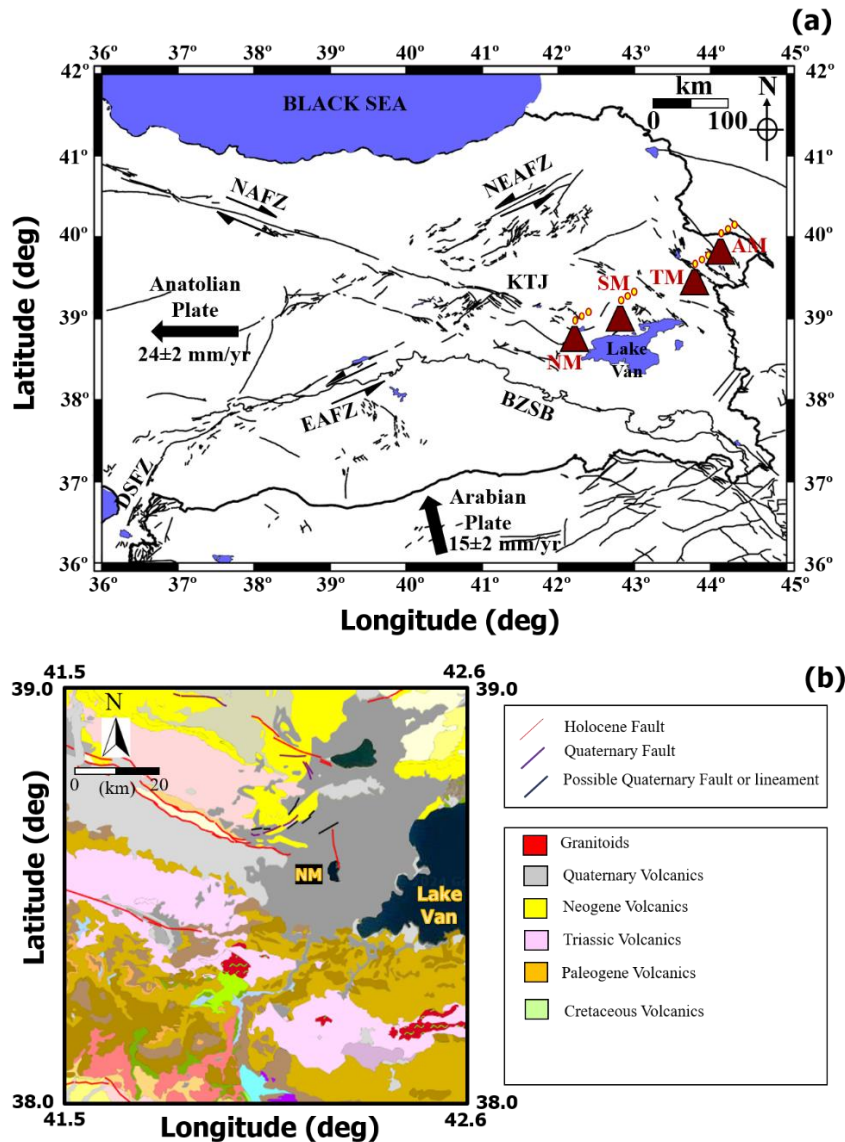 (a)
36° 37° 38° 39° 40° 41° 42° 43° 44° 45°
42° 42°
BLACK SEA
km
0 100
N
41° 41°
NAFZ
NEAFZ
40° 40°
AM
TM
KTJ
SM
Anatolian
Plate
24±2 mm/yr
39° 39°
NM
Lake
Van
38° 38°
EAFZ
BZSB
DSFZ
37° 37°
Arabian
Plate
15±2 mm/yr
36° 36°
36° 37° 38° 39° 40° 41° 42° 43° 44° 45°
Latitude (deg)
Longitude (deg)
(b)
41.5 42.6
39.0 39.0
N
0 20
(km)
NM
Lake
Van
Latitude (deg)
38.0 38.0
41.5 42.6
Longitude (deg)
Holocene Fault
Quaternary Fault
Possible Quaternary Fault or lineament
Granitoids
Quaternary Volcanics
Neogene Volcanics
Triassic Volcanics
Paleogene Volcanics
Cretaceous Volcanics